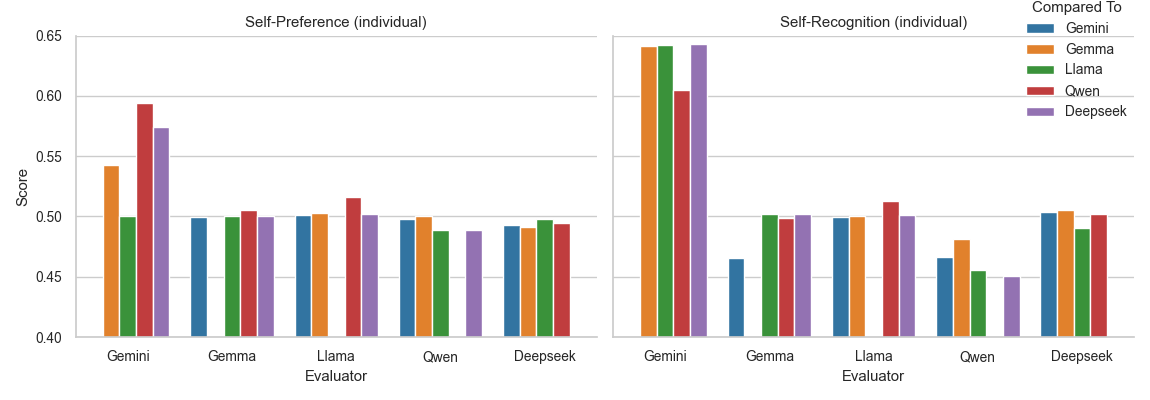 Self-Preference (individual)
Self-Recognition (individual)
Compared To
Gemini
Gemma
Llama
Qwen
Deepseek
Score
0.65
0.60
0.55
0.50
0.45
0.40
Gemini Gemma Llama Qwen Deepseek
Evaluator
Gemini Gemma Llama Qwen Deepseek
Evaluator